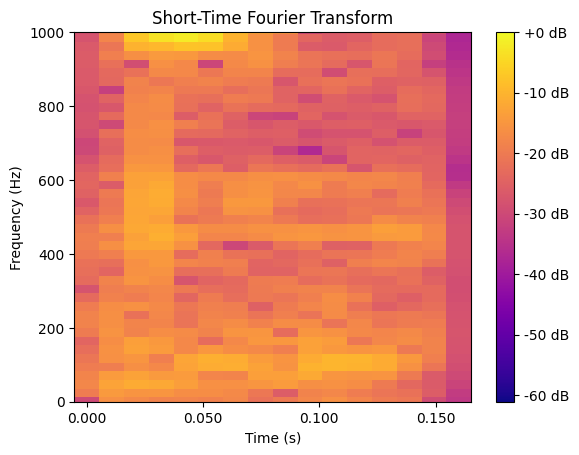 Short-Time Fourier Transform
1000
800
600
400
200
0
Frequency (Hz)
0.000
0.050
0.100
0.150
Time (s)
+0 dB
-10 dB
-20 dB
-30 dB
-40 dB
-50 dB
-60 dB